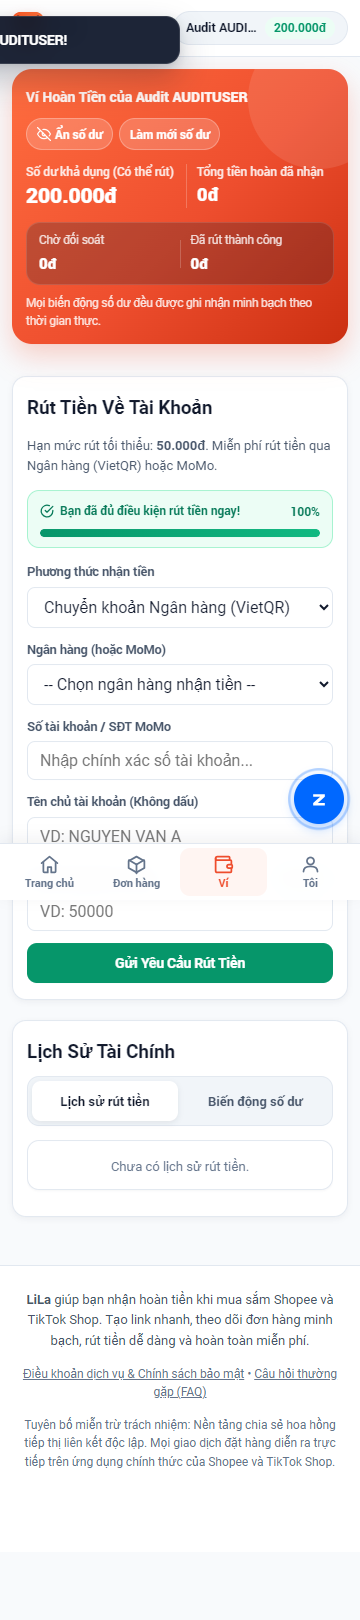 UDITUSER!
Audit AUDI... 200.000đ
Ví Hoàn Tiền của Audit AUDITUSER
Ẩn số dư Làm mới số dư
Số dư khả dụng (Có thể rút) Tổng tiền hoàn đã nhận
200.000đ 0đ
Chờ đối soát Đã rút thành công
0đ 0đ
Mọi biến động số dư đều được ghi nhận minh bạch theo
thời gian thực.
Rút Tiền Về Tài Khoản
Hạn mức rút tối thiểu: 50.000đ. Miễn phí rút tiền qua
Ngân hàng (VietQR) hoặc MoMo.
Bạn đã đủ điều kiện rút tiền ngay! 100%
Phương thức nhận tiền
Chuyển khoản Ngân hàng (VietQR)
Ngân hàng (hoặc MoMo)
-- Chọn ngân hàng nhận tiền --
Số tài khoản / SĐT MoMo
Nhập chính xác số tài khoản...
Z
Tên chủ tài khoản (Không dấu)
VD: NGUYEN VAN A
Trang chủ Đơn hàng Ví Tôi
VD: 50000
Gửi Yêu Cầu Rút Tiền
Lịch Sử Tài Chính
Lịch sử rút tiền Biến động số dư
Chưa có lịch sử rút tiền.
LiLa giúp bạn nhận hoàn tiền khi mua sắm Shopee và
TikTok Shop. Tạo link nhanh, theo dõi đơn hàng minh
bạch, rút tiền dễ dàng và hoàn toàn miễn phí.
Điều khoản dịch vụ & Chính sách bảo mật • Câu hỏi thường
gặp (FAQ)
Tuyên bố miễn trừ trách nhiệm: Nền tảng chia sẻ hoa hồng
tiếp thị liên kết độc lập. Mọi giao dịch đặt hàng diễn ra trực
tiếp trên ứng dụng chính thức của Shopee và TikTok Shop.